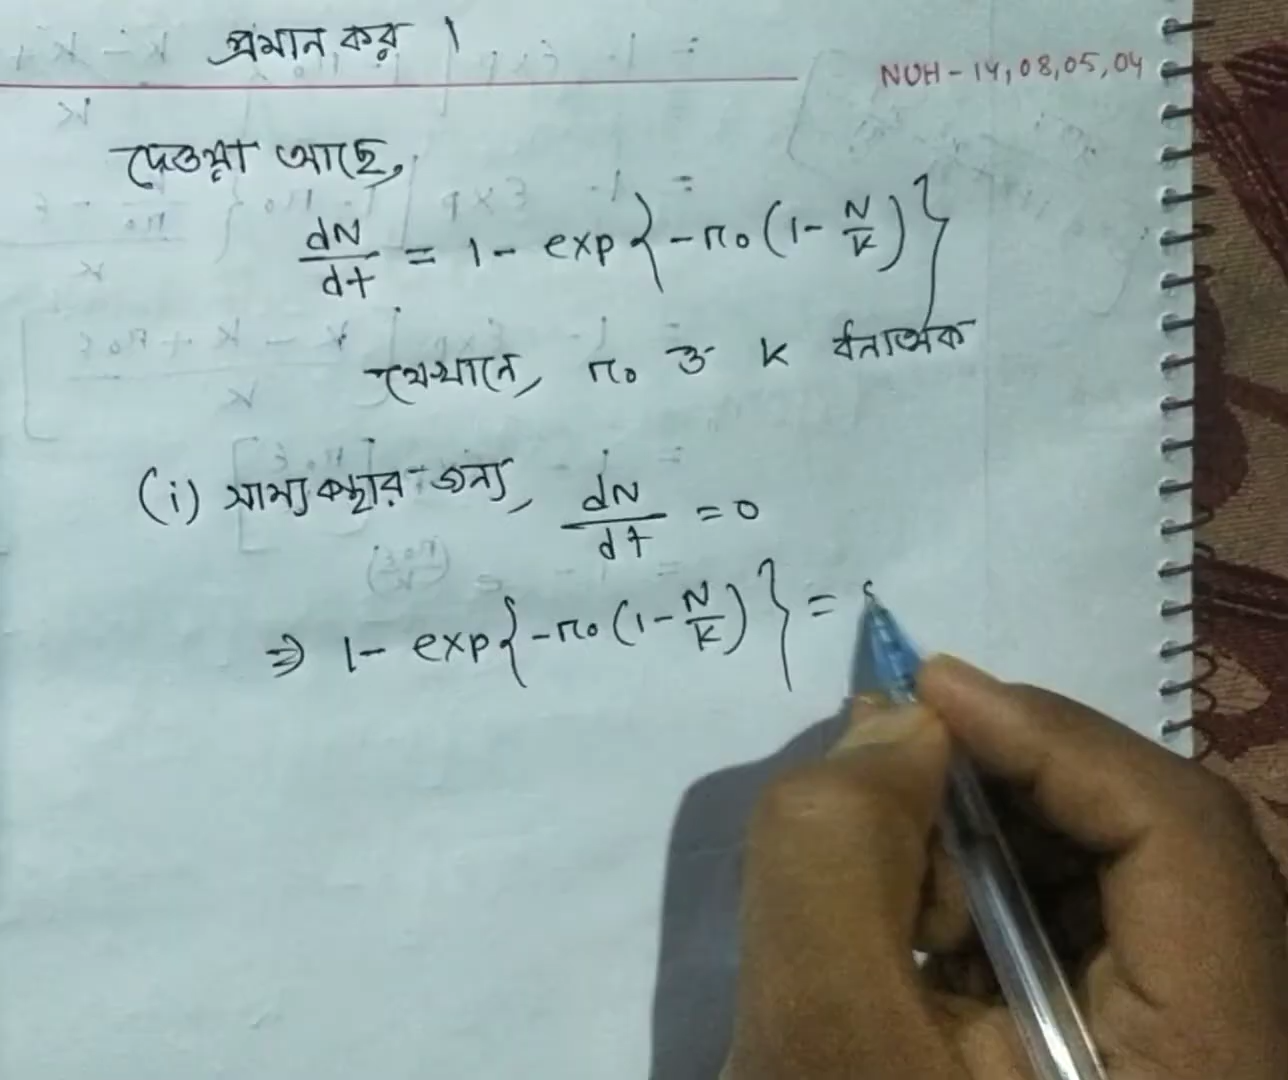 প্রমান কর ।
NUH - 14, 08, 05, 04
দেওয়া আছে,
dN/dt = 1 - exp{-r₀(1 - N/K)}
যেখানে, r₀ ও K ধনাত্মক
(i) সাম্যবস্থার জন্য, dN/dt = 0
⇒ 1 - exp{-r₀(1 - N/K)} =